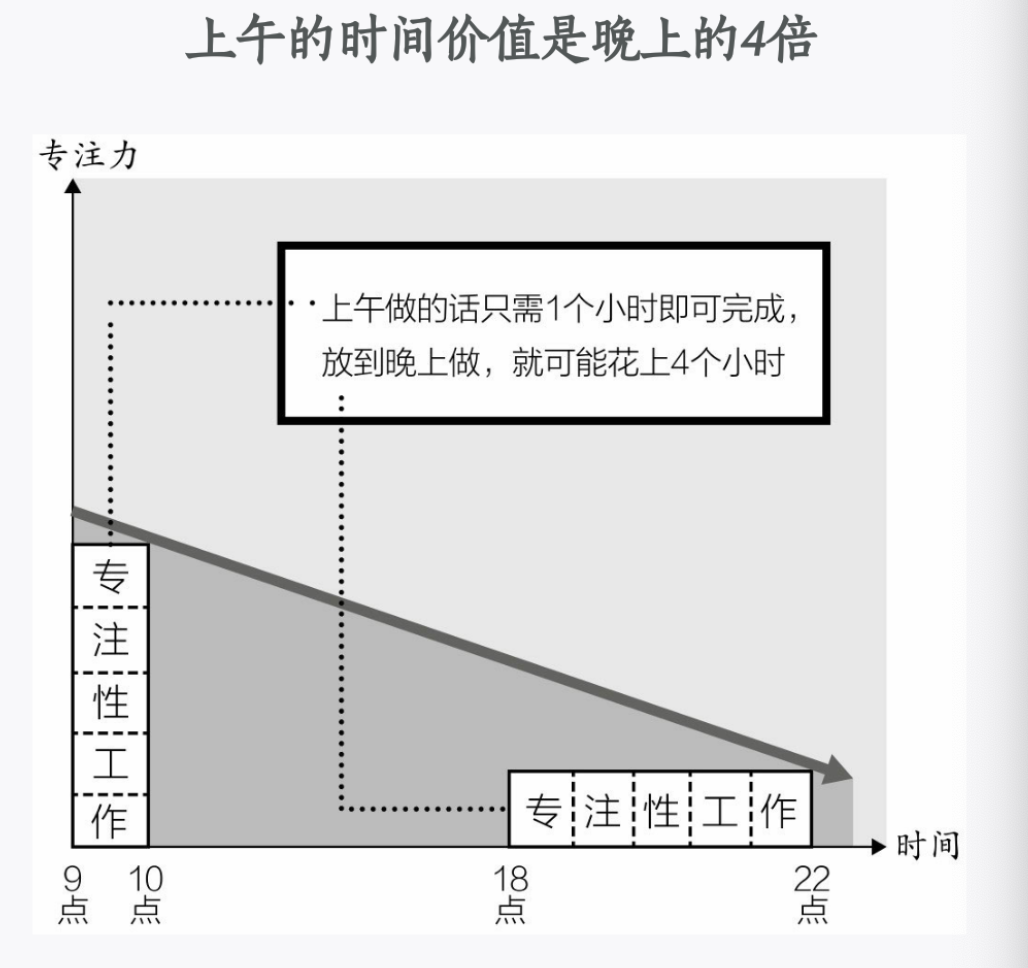 上午的时间价值是晚上的4倍
专注力
上午做的话只需1个小时即可完成，
放到晚上做，就可能花上4个小时
专
注
性
工
作
专注性工作
时间
9点
10点
18点
22点